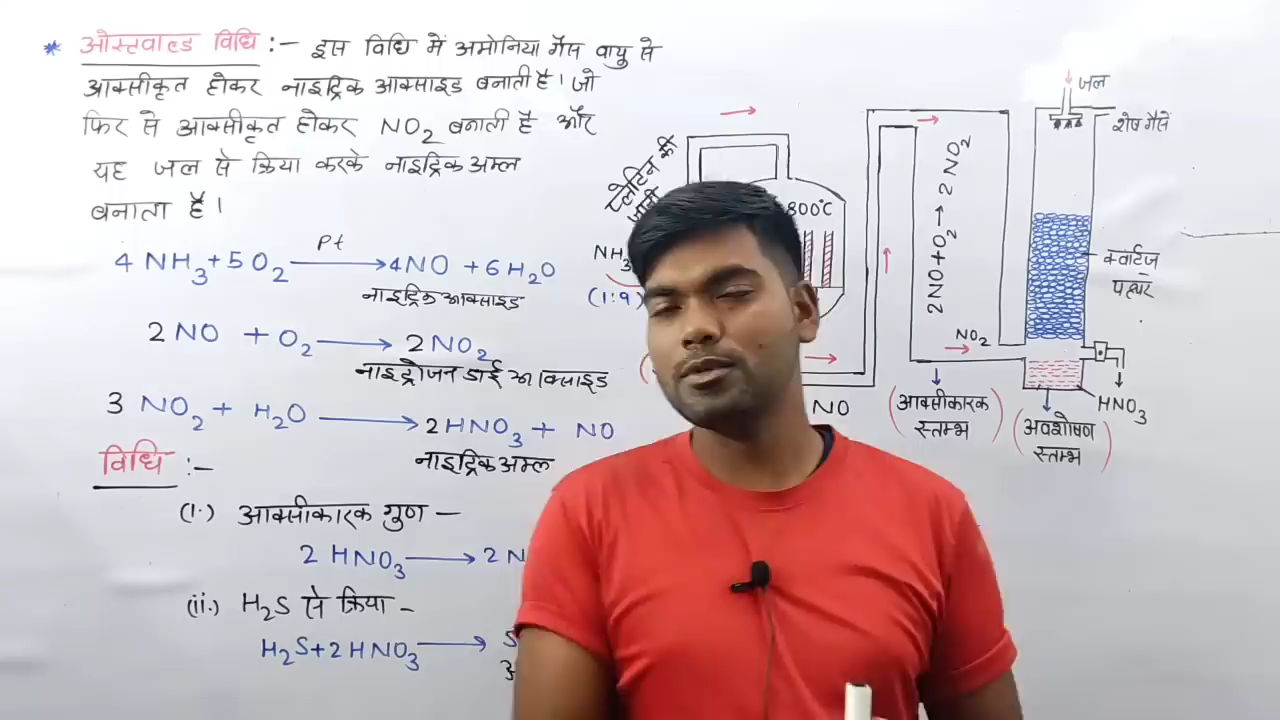 * ओस्तवाल्ड विधि :- इस विधि में अमोनिया गैस वायु से
आक्सीकृत होकर नाइट्रिक आक्साइड बनाती है। जो
फिर से आक्सीकृत होकर NO₂ बनाती है और
यह जल से क्रिया करके नाइट्रिक अम्ल
बनाता है।
4 NH₃ + 5 O₂ —Pt→ 4NO + 6 H₂O
नाइट्रिक आक्साइड
2 NO + O₂ → 2 NO₂
नाइट्रोजन डाई आक्साइड
3 NO₂ + H₂O → 2 HNO₃ + NO
नाइट्रिक अम्ल
विधि :-
(i.) आक्सीकारक गुण —
2 HNO₃ → 2 N
(ii.) H₂S से क्रिया -
H₂S + 2 HNO₃ → S
प्लेटिन की
जाली
800°C
NH₃
(1:9)
NO
2NO + O₂ → 2 NO₂
NO₂
(आक्सीकारक
स्तम्भ)
जल
शेष गैसें
क्वार्टज
पत्थर
HNO₃
(अवशोषण
स्तम्भ)